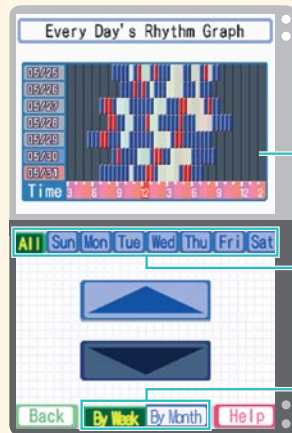 Every Day's Rhythm Graph
05/25
05/26
05/27
05/28
05/29
05/30
05/31
Time 3 6 9 12 3 6 9 12 2
All Sun Mon Tue Wed Thu Fri Sat
Back By Week By Month Help